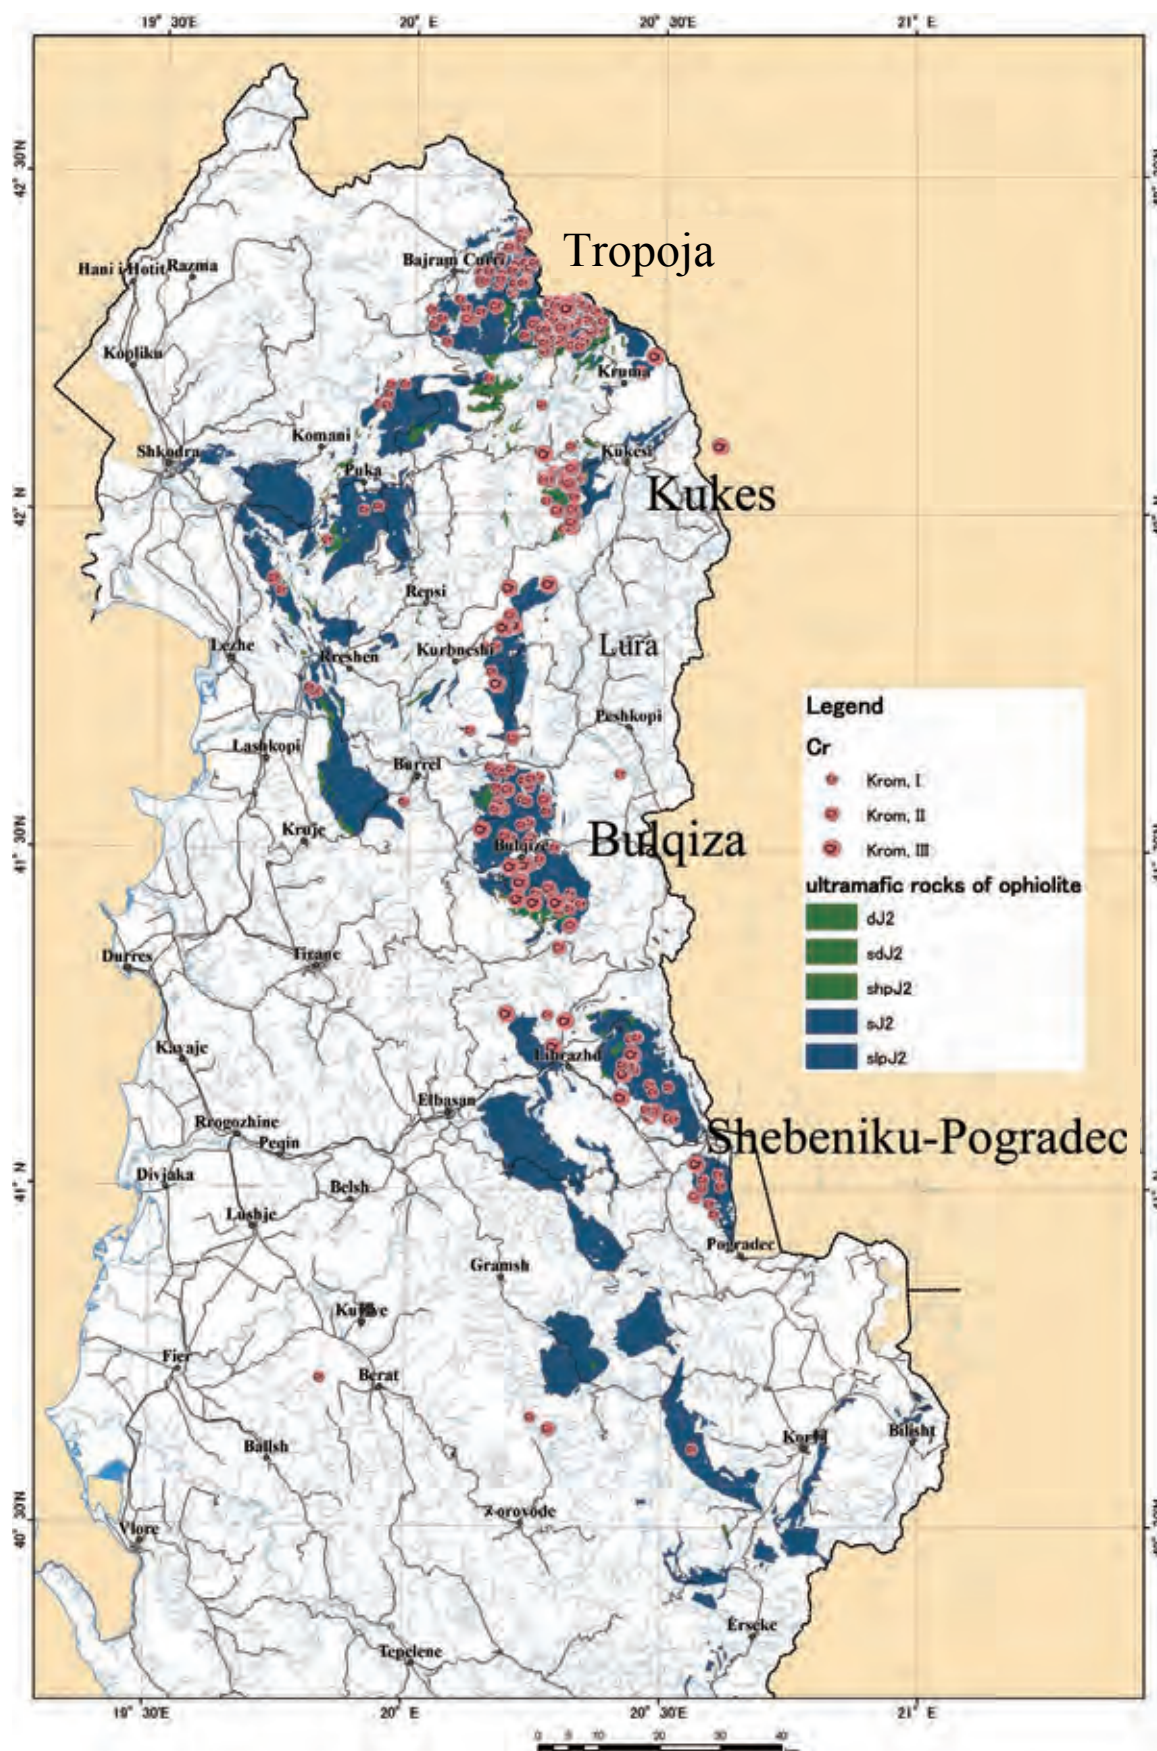 19° 30'E
20° E
20° 30'E
21° E
42° 30'N
Tropoja
Bajram Curri
Hani i Hotit
Razma
Kopliku
Kruma
Komani
Shkodra
Puka
Kukesi
Kukes
42° N
Repsi
Lezhe
Rreshen
Kurbneshi
Lura
Peshkopi
Lashkopi
Burrel
Kruje
Bulqize
Bulqiza
41° 30'N
Legend
Cr
Krom, I
Krom, II
Krom, III
ultramafic rocks of ophiolite
dJ2
sdJ2
shpJ2
sJ2
slpJ2
Durres
Tirane
Kavaje
Librazhd
Elbasan
Rrogozhine
Peqin
Shebeniku-Pogradec
Divjaka
Belsh
41° N
Lushje
Gramsh
Pogradec
Fier
Berat
Ballsh
Bilisht
40° 30'N
Vlore
Erseke
Tepelene
19° 30'E
20° E
20° 30'E
21° E
0 5 10 20 30 40